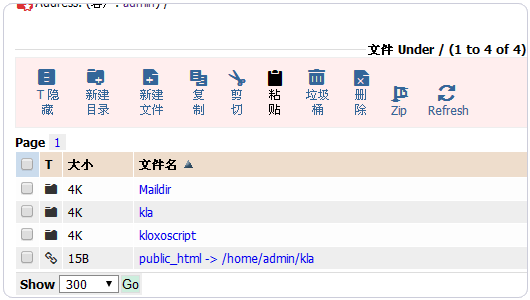 Address: (客户: admin) /
文件 Under / (1 to 4 of 4)
T 隐藏
新建目录
新建文件
复制
剪切
粘贴
垃圾桶
删除
Zip
Refresh
Page 1
T 大小 文件名
4K Maildir
4K kla
4K kloxoscript
15B public_html -> /home/admin/kla
Show 300 Go